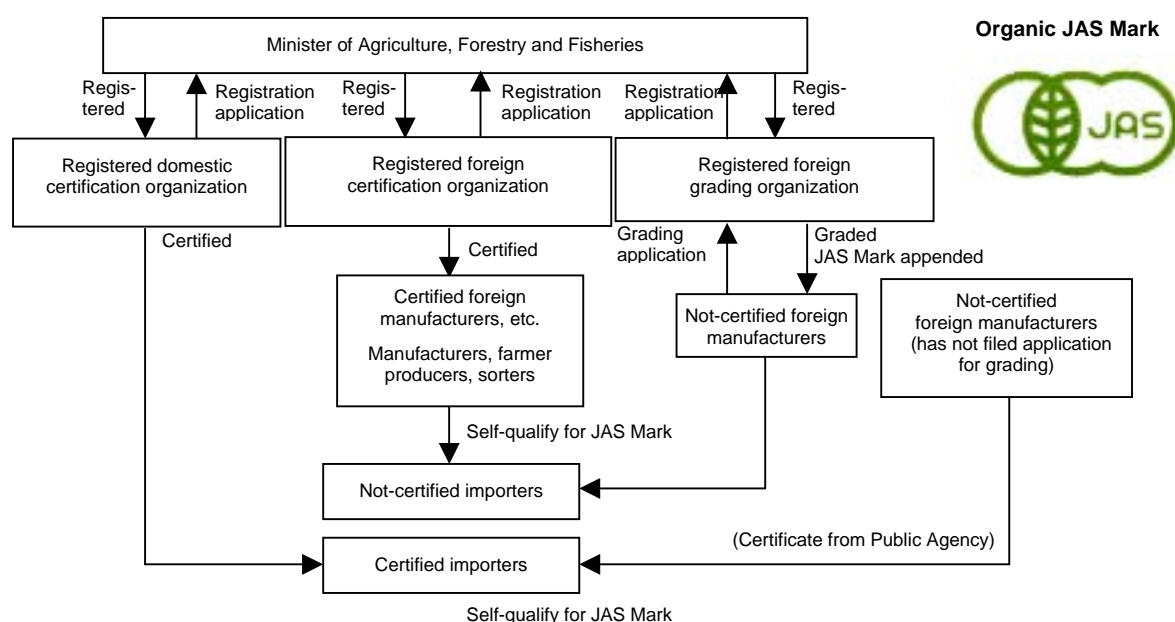 Organic JAS Mark
Minister of Agriculture, Forestry and Fisheries
Regis-
tered
Registration
application
Regis-
tered
Registration
application
Registration
application
Regis-
tered
JAS
Registered domestic
certification organization
Registered foreign
certification organization
Registered foreign
grading organization
Certified
Certified
Grading
application
Graded
JAS Mark appended
Certified foreign
manufacturers, etc.
Manufacturers, farmer
producers, sorters
Not-certified foreign
manufacturers
Not-certified
foreign manufacturers
(has not filed application
for grading)
Self-qualify for JAS Mark
Not-certified importers
(Certificate from Public Agency)
Certified importers
Self-qualify for JAS Mark